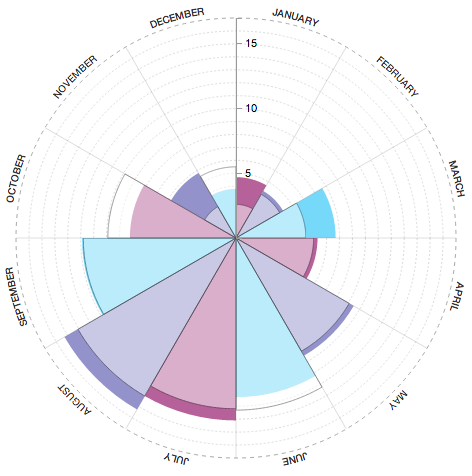 JANUARY
FEBRUARY
MARCH
APRIL
MAY
JUNE
JULY
AUGUST
SEPTEMBER
OCTOBER
NOVEMBER
DECEMBER
15
10
5